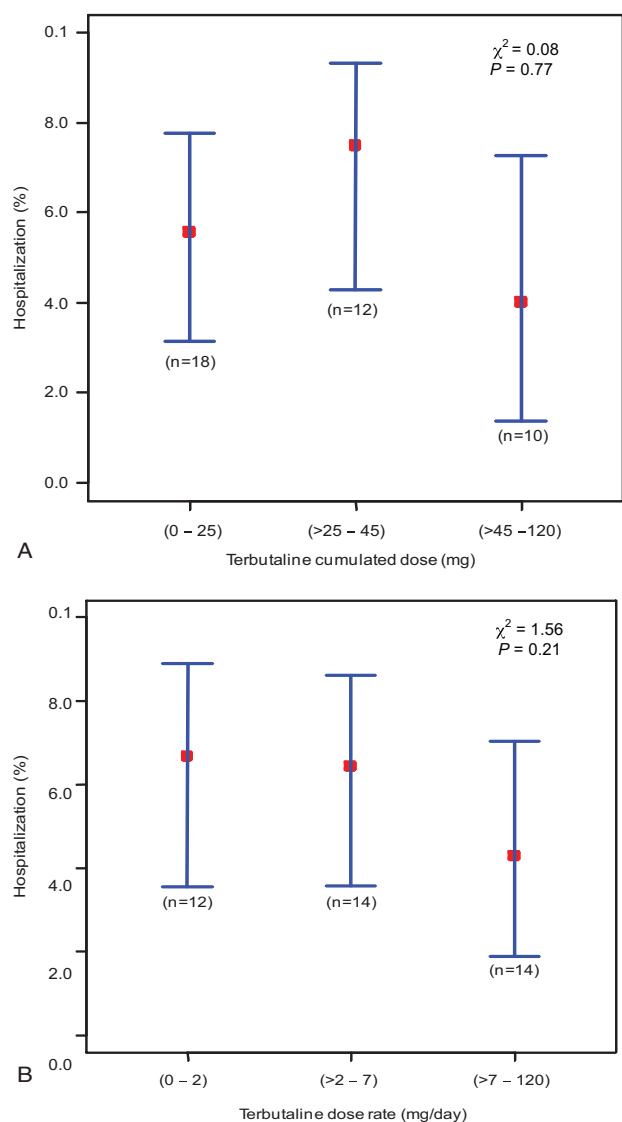 0.1
χ² = 0.08
P = 0.77
8.0
6.0
4.0
2.0
0.0
Hospitalization (%)
(n=18)
(n=12)
(n=10)
(0 – 25)
(>25 – 45)
(>45 –120)
A
Terbutaline cumulated dose (mg)
0.1
χ² = 1.56
P = 0.21
8.0
6.0
4.0
2.0
0.0
Hospitalization (%)
(n=12)
(n=14)
(n=14)
(0 – 2)
(>2 – 7)
(>7 – 120)
B
Terbutaline dose rate (mg/day)